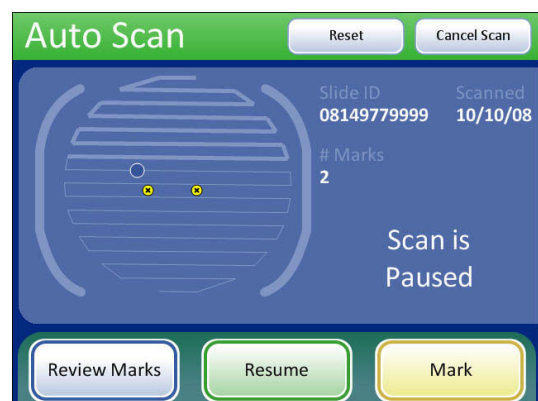 Auto Scan
Reset
Cancel Scan
Slide ID
Scanned
08149779999
10/10/08
# Marks
2
Scan is
Paused
Review Marks
Resume
Mark